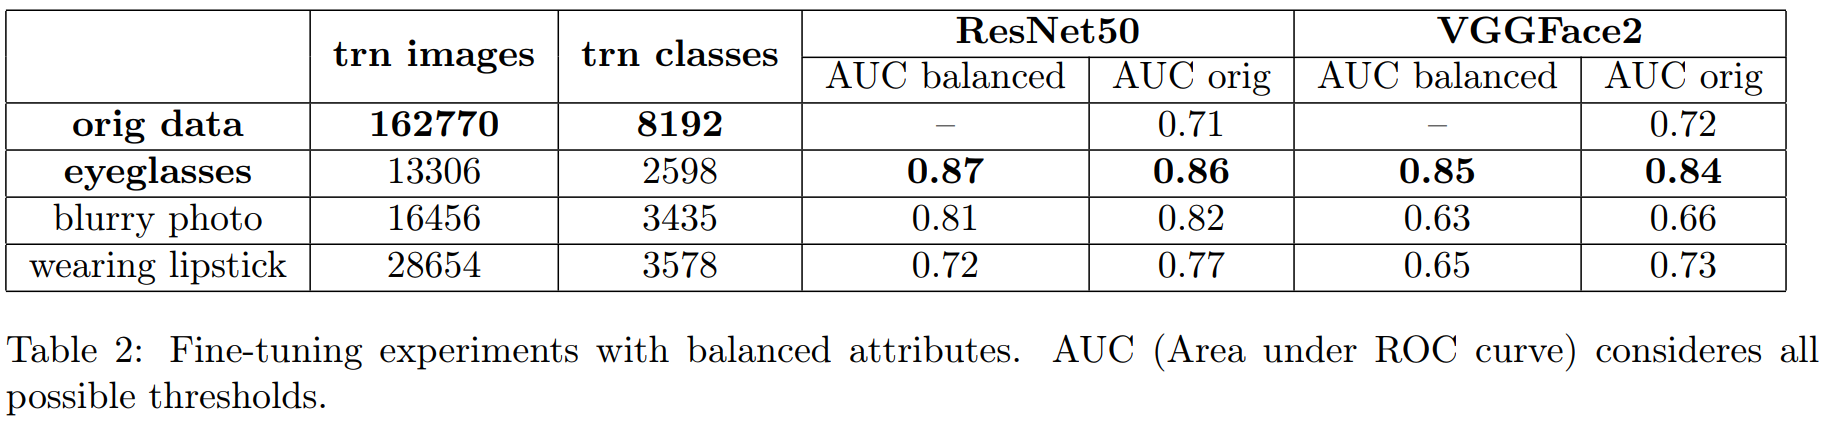 trn images trn classes ResNet50 VGGFace2
AUC balanced AUC orig AUC balanced AUC orig
orig data 162770 8192 – 0.71 – 0.72
eyeglasses 13306 2598 0.87 0.86 0.85 0.84
blurry photo 16456 3435 0.81 0.82 0.63 0.66
wearing lipstick 28654 3578 0.72 0.77 0.65 0.73
Table 2: Fine-tuning experiments with balanced attributes. AUC (Area under ROC curve) consideres all
possible thresholds.